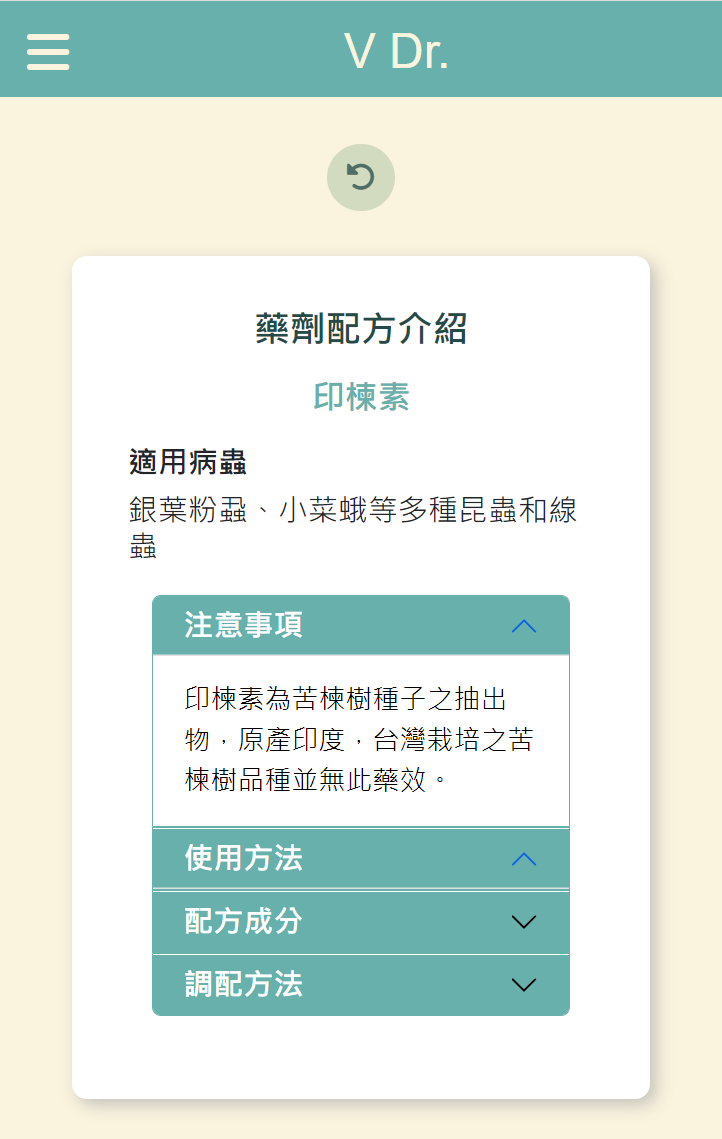 V Dr.
藥劑配方介紹
印楝素
適用病蟲
銀葉粉蝨、小菜蛾等多種昆蟲和線
蟲
注意事項
印楝素為苦楝樹種子之抽出
物，原產印度，台灣栽培之苦
楝樹品種並無此藥效。
使用方法
配方成分
調配方法